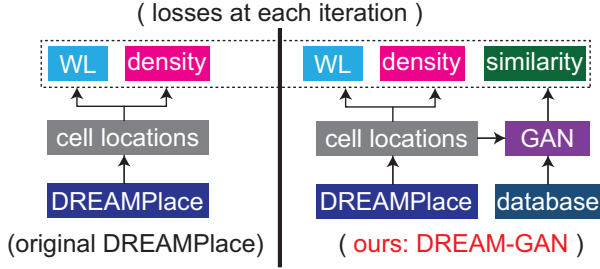 ( losses at each iteration )
WL density WL density similarity
cell locations cell locations GAN
DREAMPlace DREAMPlace database
(original DREAMPlace) ( ours: DREAM-GAN )